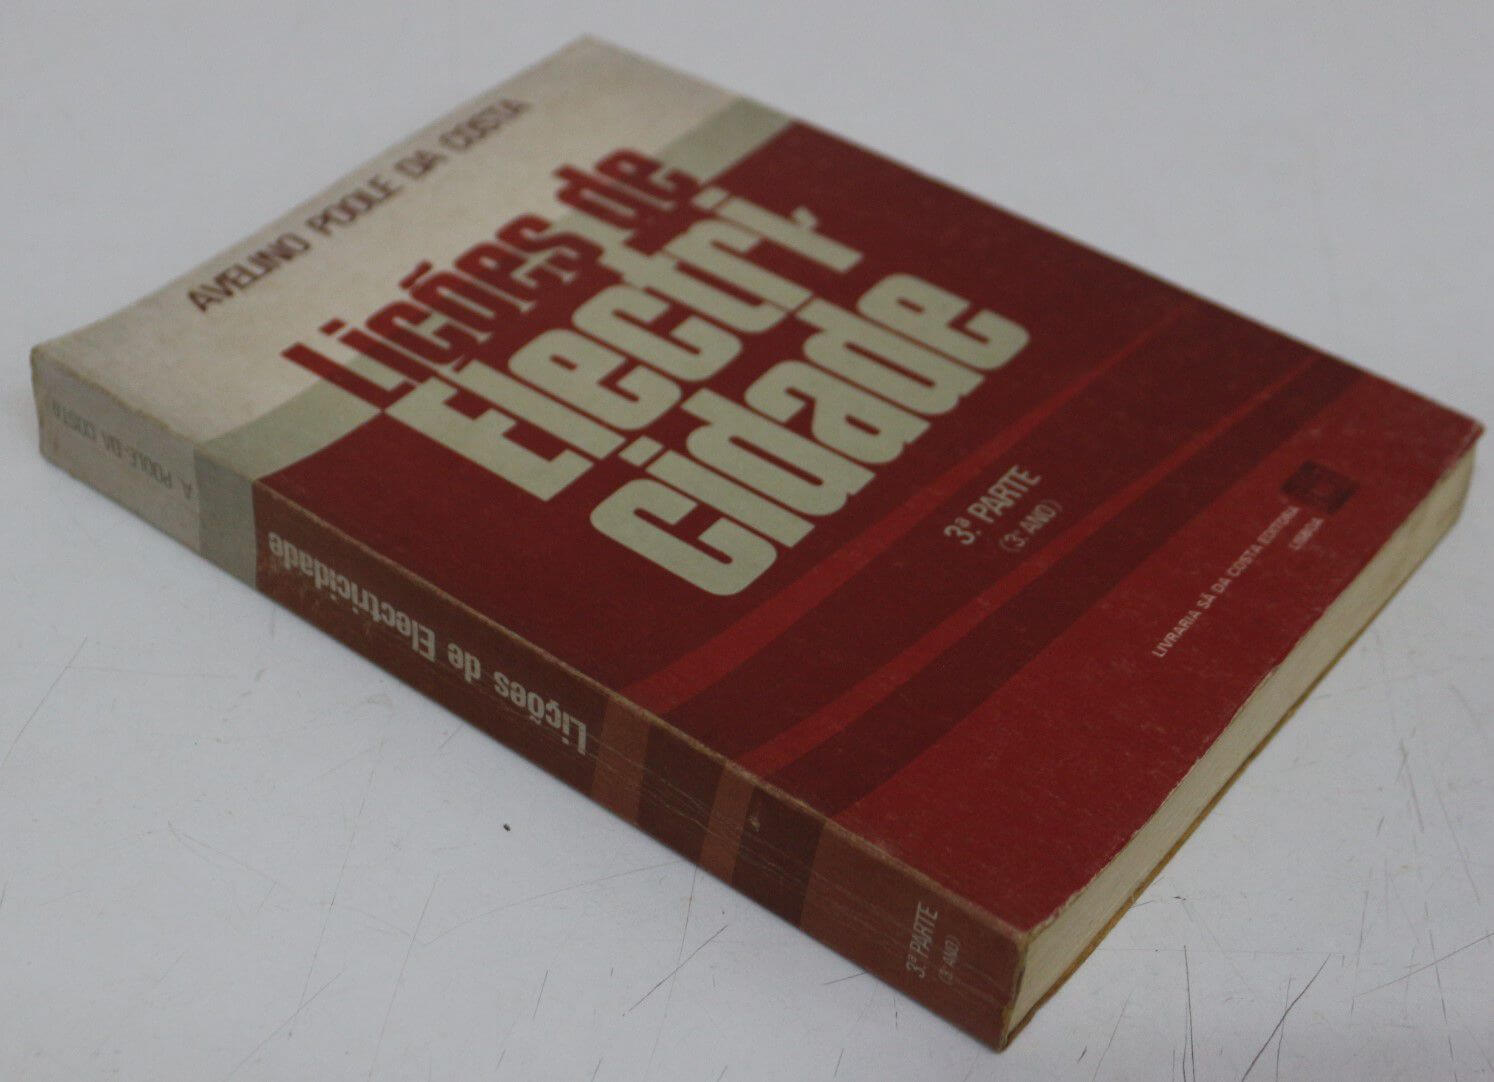 AVELINO POOLE DA COSTA
Lições de
Electri-
cidade
3ª PARTE
(3º ANO)
LIVRARIA SÁ DA COSTA EDITORA
LISBOA
A. POOLE DA COSTA
Lições de Electricidade
3ª PARTE
(3º ANO)